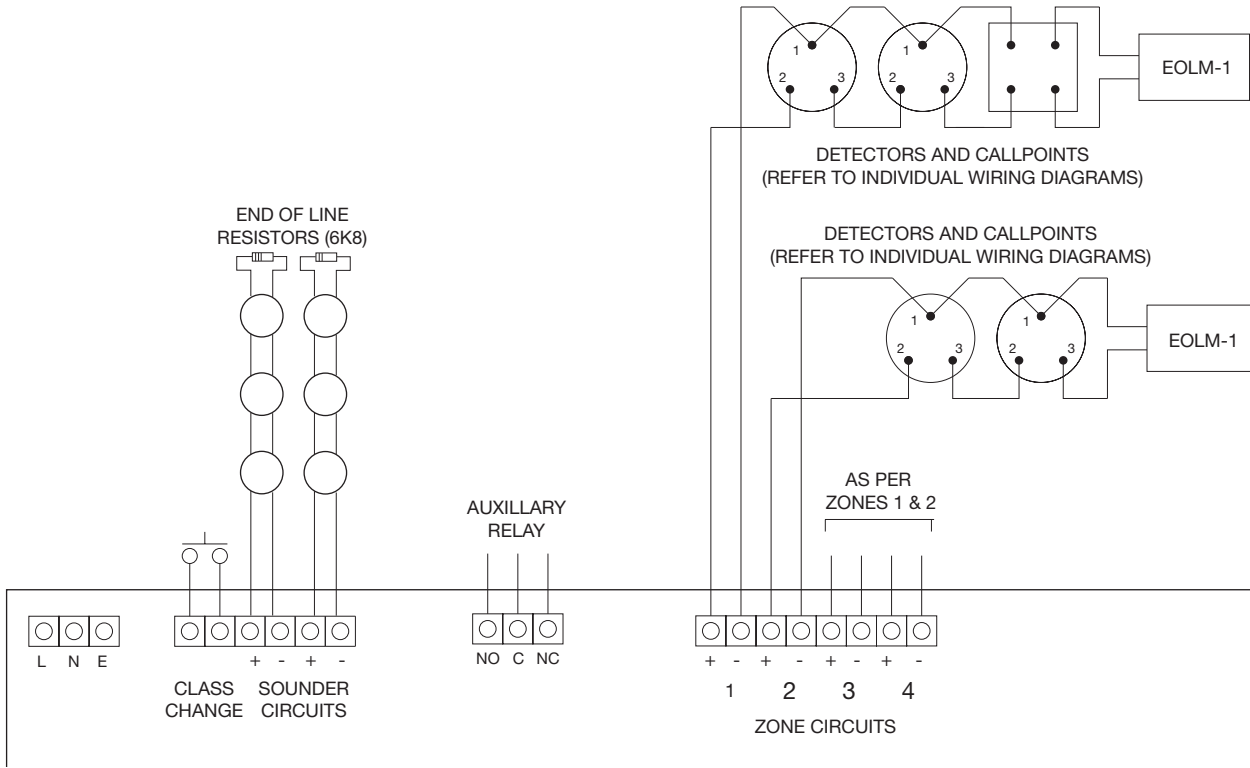 1
2
3
1
2
3
EOLM-1
DETECTORS AND CALLPOINTS
(REFER TO INDIVIDUAL WIRING DIAGRAMS)
END OF LINE
RESISTORS (6K8)
DETECTORS AND CALLPOINTS
(REFER TO INDIVIDUAL WIRING DIAGRAMS)
1
2
3
1
2
3
EOLM-1
AS PER
ZONES 1 & 2
AUXILLARY
RELAY
L N E
+ - + -
CLASS
CHANGE
SOUNDER
CIRCUITS
NO C NC
+ - + - + - + -
1 2 3 4
ZONE CIRCUITS